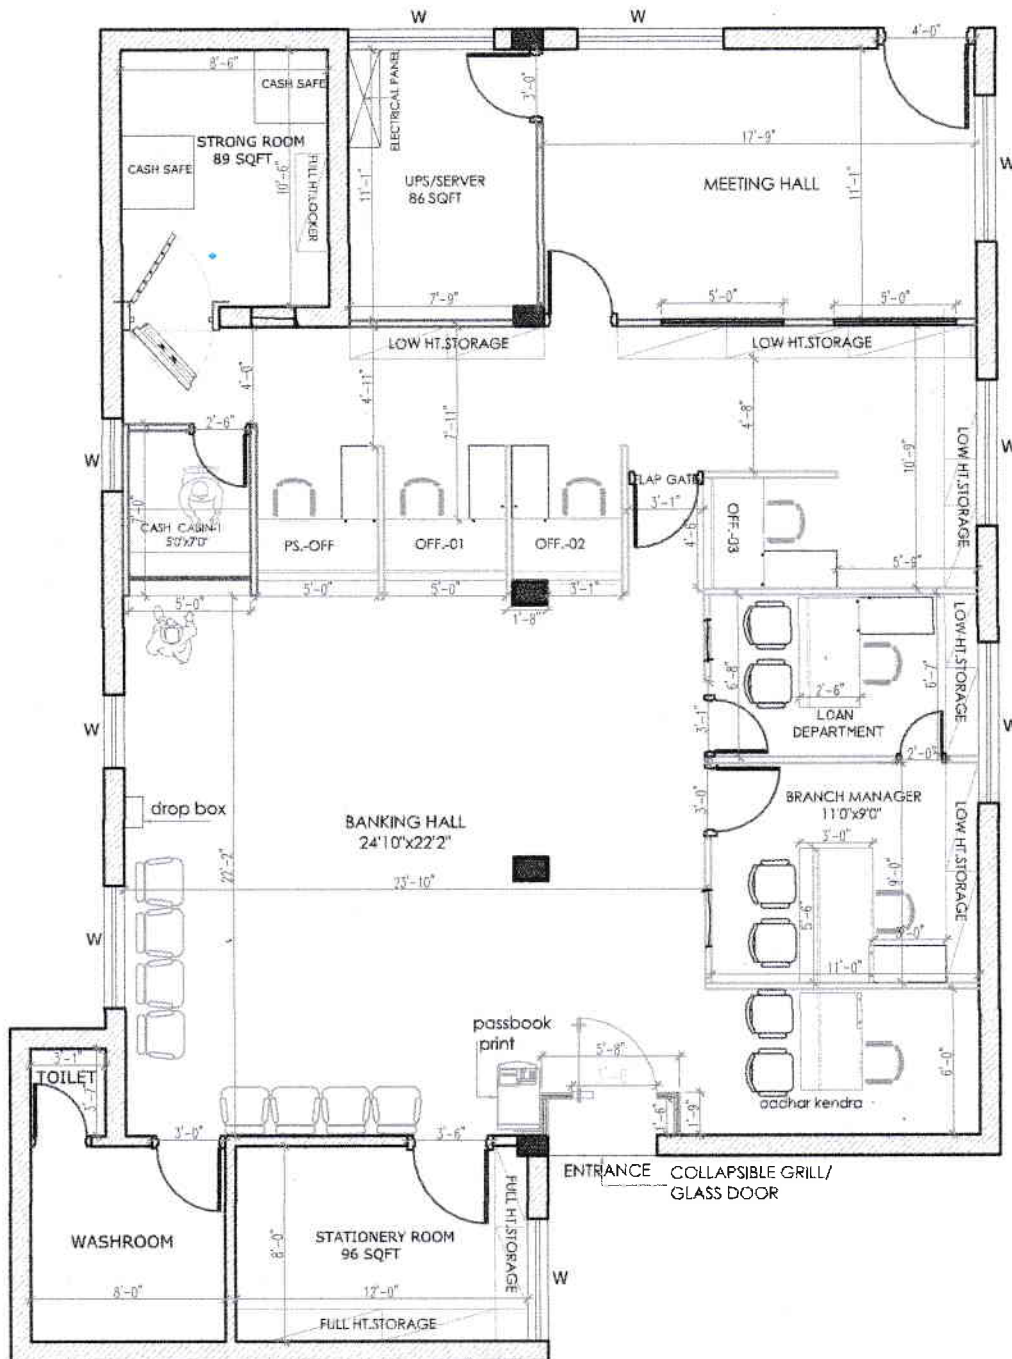 W
W
4'-0"
8'-6"
CASH SAFE
ELECTRICAL PANEL
3'-0"
17'-9"
STRONG ROOM
89 SQFT
CASH SAFE
10'-6"
FULL HT.LOCKER
11'-1"
UPS/SERVER
86 SQFT
MEETING HALL
11'-1"
W
7'-9"
5'-0"
5'-0"
LOW HT.STORAGE
LOW HT.STORAGE
4'-0"
4'-11"
7'-11"
4'-8"
10'-9"
LOW HT.STORAGE
W
2'-6"
W
7'-0"
CASH CABIN-1
5'0"x7'0"
PS.-OFF
OFF.-01
OFF.-02
FLAP GATE
3'-1"
4'-6"
OFF.-03
5'-9"
5'-0"
5'-0"
5'-0"
1'-8"
3'-1"
6'-8"
2'-6"
6'-7"
LOW HT.STORAGE
LOAN
DEPARTMENT
3'-1"
2'-0"
W
W
drop box
BANKING HALL
24'10"x22'2"
3'-0"
BRANCH MANAGER
11'0"x9'0"
3'-0"
LOW HT.STORAGE
22'-2"
23'-10"
5'-6"
9'-0"
W
11'-0"
passbook
print
5'-8"
6'-0"
aadhar kendra
1'-6"
1'-9"
3'-1"
TOILET
3'-0"
3'-6"
ENTRANCE
COLLAPSIBLE GRILL/
GLASS DOOR
WASHROOM
8'-0"
STATIONERY ROOM
96 SQFT
FULL HT.STORAGE
W
8'-0"
12'-0"
FULL HT.STORAGE